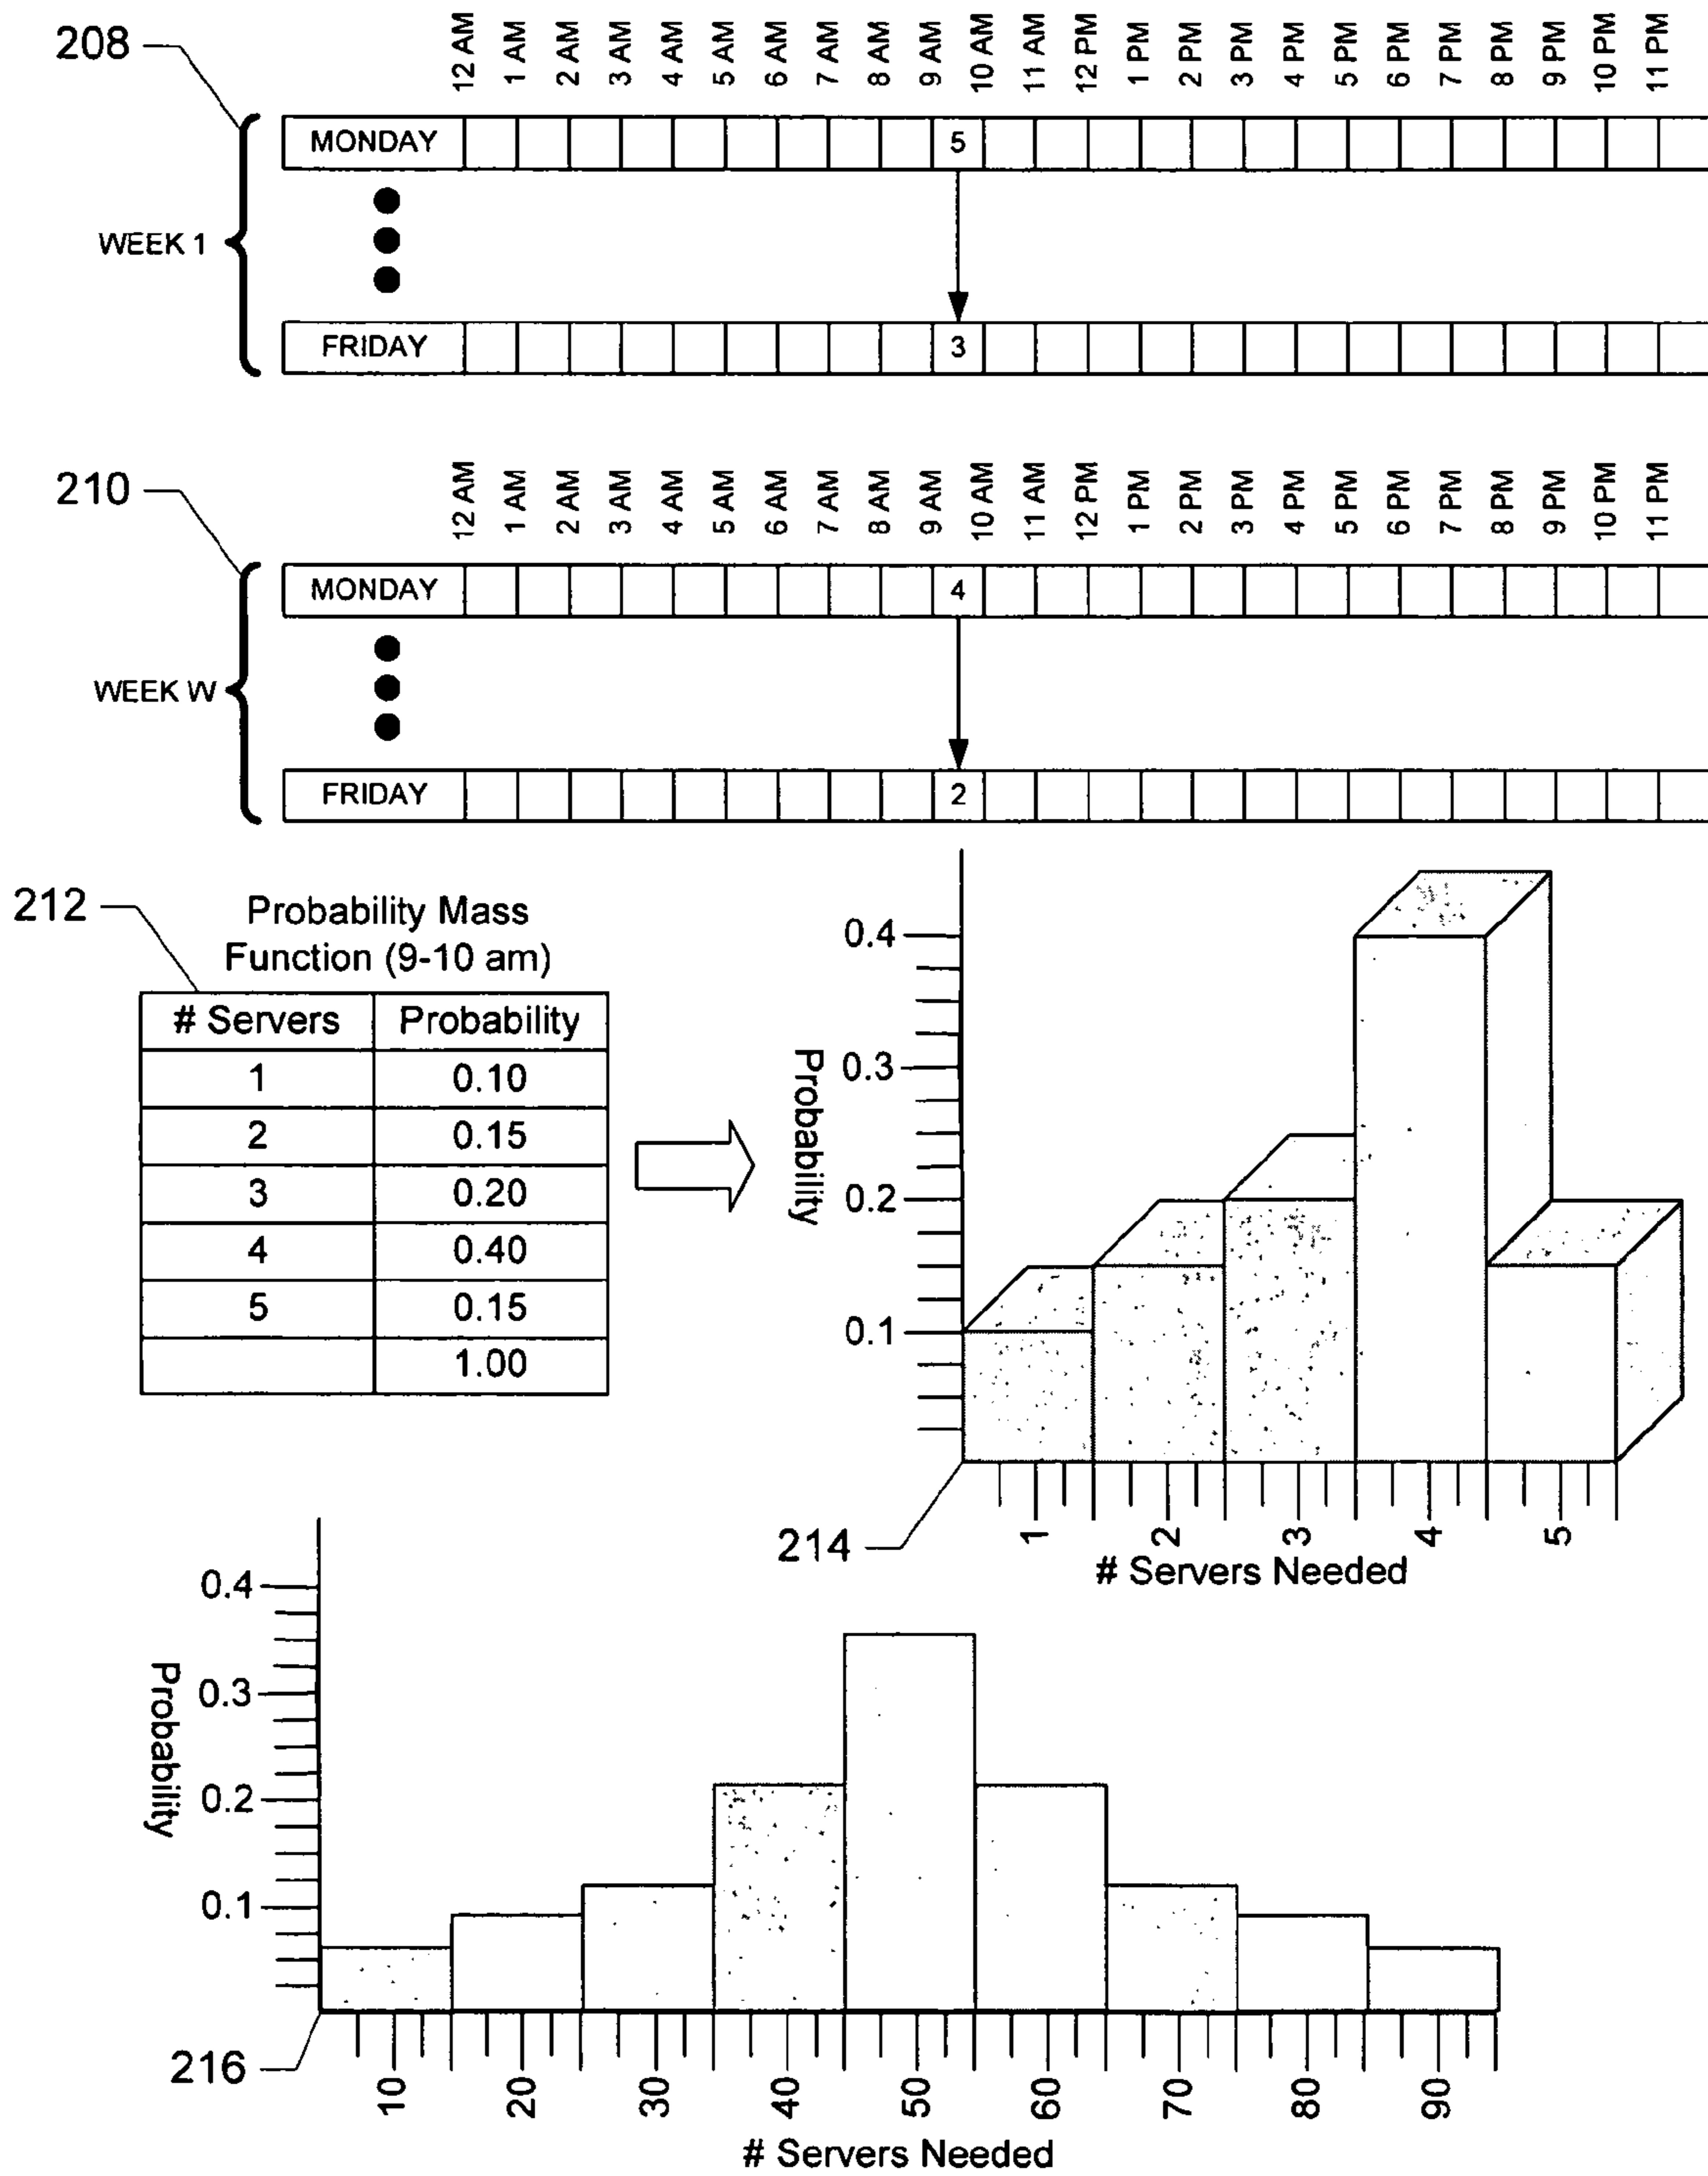 208
12 AM 1 AM 2 AM 3 AM 4 AM 5 AM 6 AM 7 AM 8 AM 9 AM 10 AM 11 AM 12 PM 1 PM 2 PM 3 PM 4 PM 5 PM 6 PM 7 PM 8 PM 9 PM 10 PM 11 PM
MONDAY 5
WEEK 1
FRIDAY 3
210
12 AM 1 AM 2 AM 3 AM 4 AM 5 AM 6 AM 7 AM 8 AM 9 AM 10 AM 11 AM 12 PM 1 PM 2 PM 3 PM 4 PM 5 PM 6 PM 7 PM 8 PM 9 PM 10 PM 11 PM
MONDAY 4
WEEK W
FRIDAY 2
212
Probability Mass
Function (9-10 am)
# Servers Probability
1 0.10
2 0.15
3 0.20
4 0.40
5 0.15
1.00
Probability
0.4
0.3
0.2
0.1
214
1 2 3 4 5
# Servers Needed
Probability
0.4
0.3
0.2
0.1
216
10 20 30 40 50 60 70 80 90
# Servers Needed